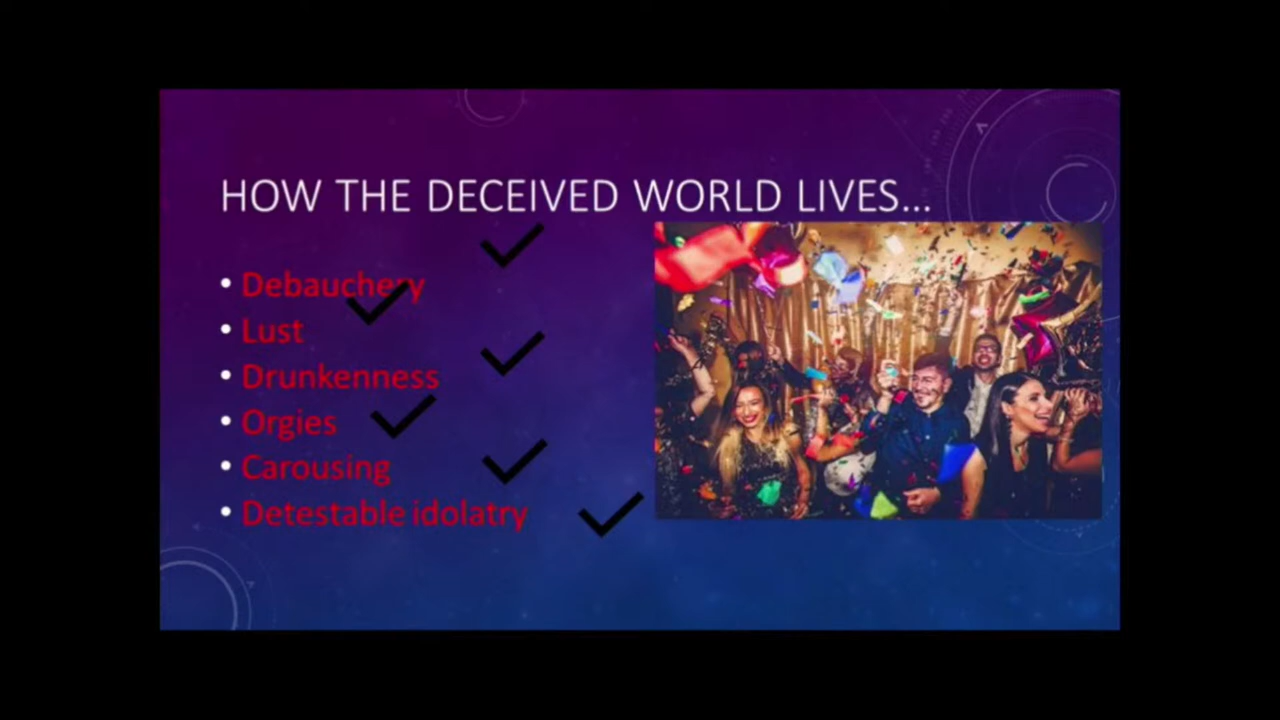 HOW THE DECEIVED WORLD LIVES...
• Debauchery
• Lust
• Drunkenness
• Orgies
• Carousing
• Detestable idolatry